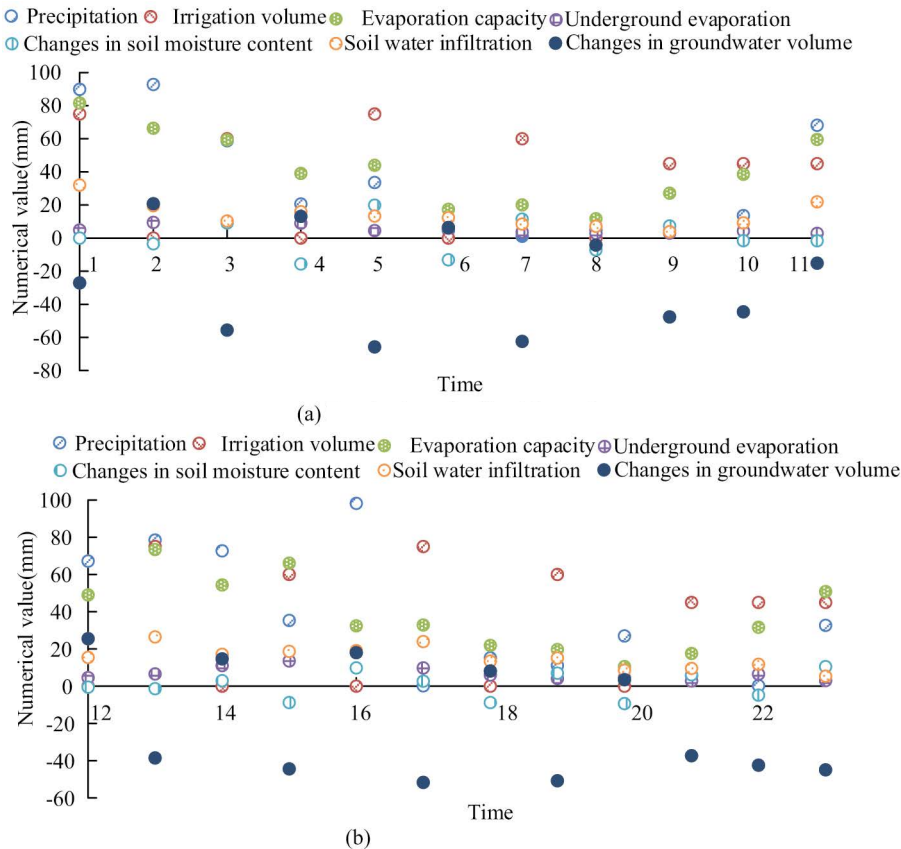 Precipitation Irrigation volume Evaporation capacity Underground evaporation
Changes in soil moisture content Soil water infiltration Changes in groundwater volume
Numerical value(mm)
100
80
60
40
20
0
-20
-40
-60
-80
1 2 3 4 5 6 7 8 9 10 11
Time
(a)
Precipitation Irrigation volume Evaporation capacity Underground evaporation
Changes in soil moisture content Soil water infiltration Changes in groundwater volume
Numerical value(mm)
100
80
60
40
20
0
-20
-40
-60
12 14 16 18 20 22
Time
(b)